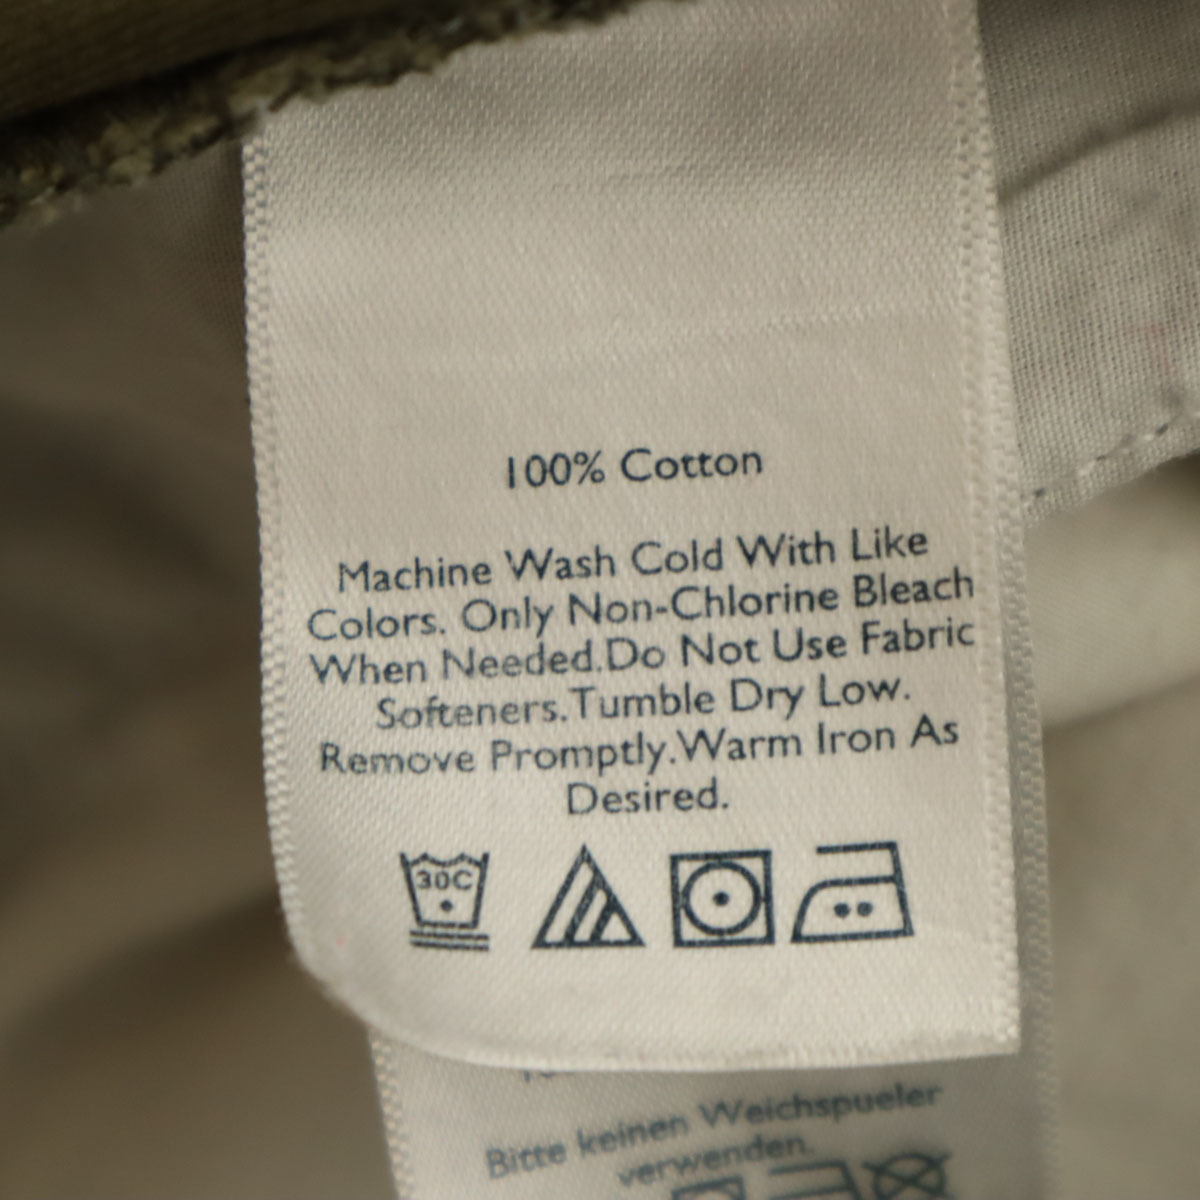 100% Cotton
Machine Wash Cold With Like
Colors. Only Non-Chlorine Bleach
When Needed.Do Not Use Fabric
Softeners.Tumble Dry Low.
Remove Promptly.Warm Iron As
Desired.
30C
Bitte keinen Weichspueler
verwenden.